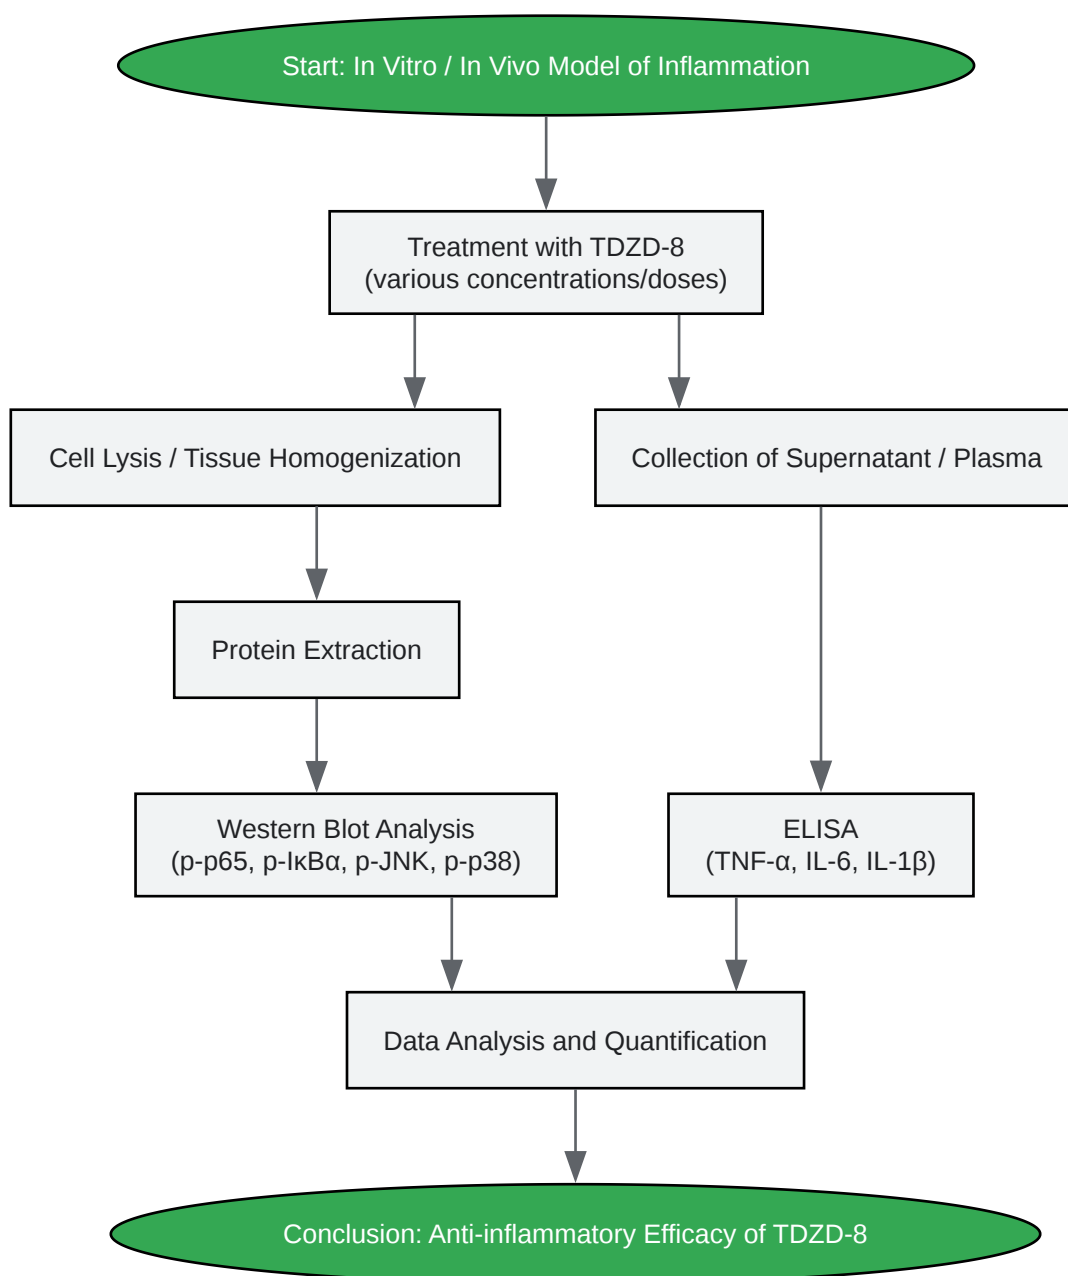 Start: In Vitro / In Vivo Model of Inflammation
Treatment with TDZD-8
(various concentrations/doses)
Cell Lysis / Tissue Homogenization
Collection of Supernatant / Plasma
Protein Extraction
Western Blot Analysis
(p-p65, p-IκBα, p-JNK, p-p38)
ELISA
(TNF-α, IL-6, IL-1β)
Data Analysis and Quantification
Conclusion: Anti-inflammatory Efficacy of TDZD-8